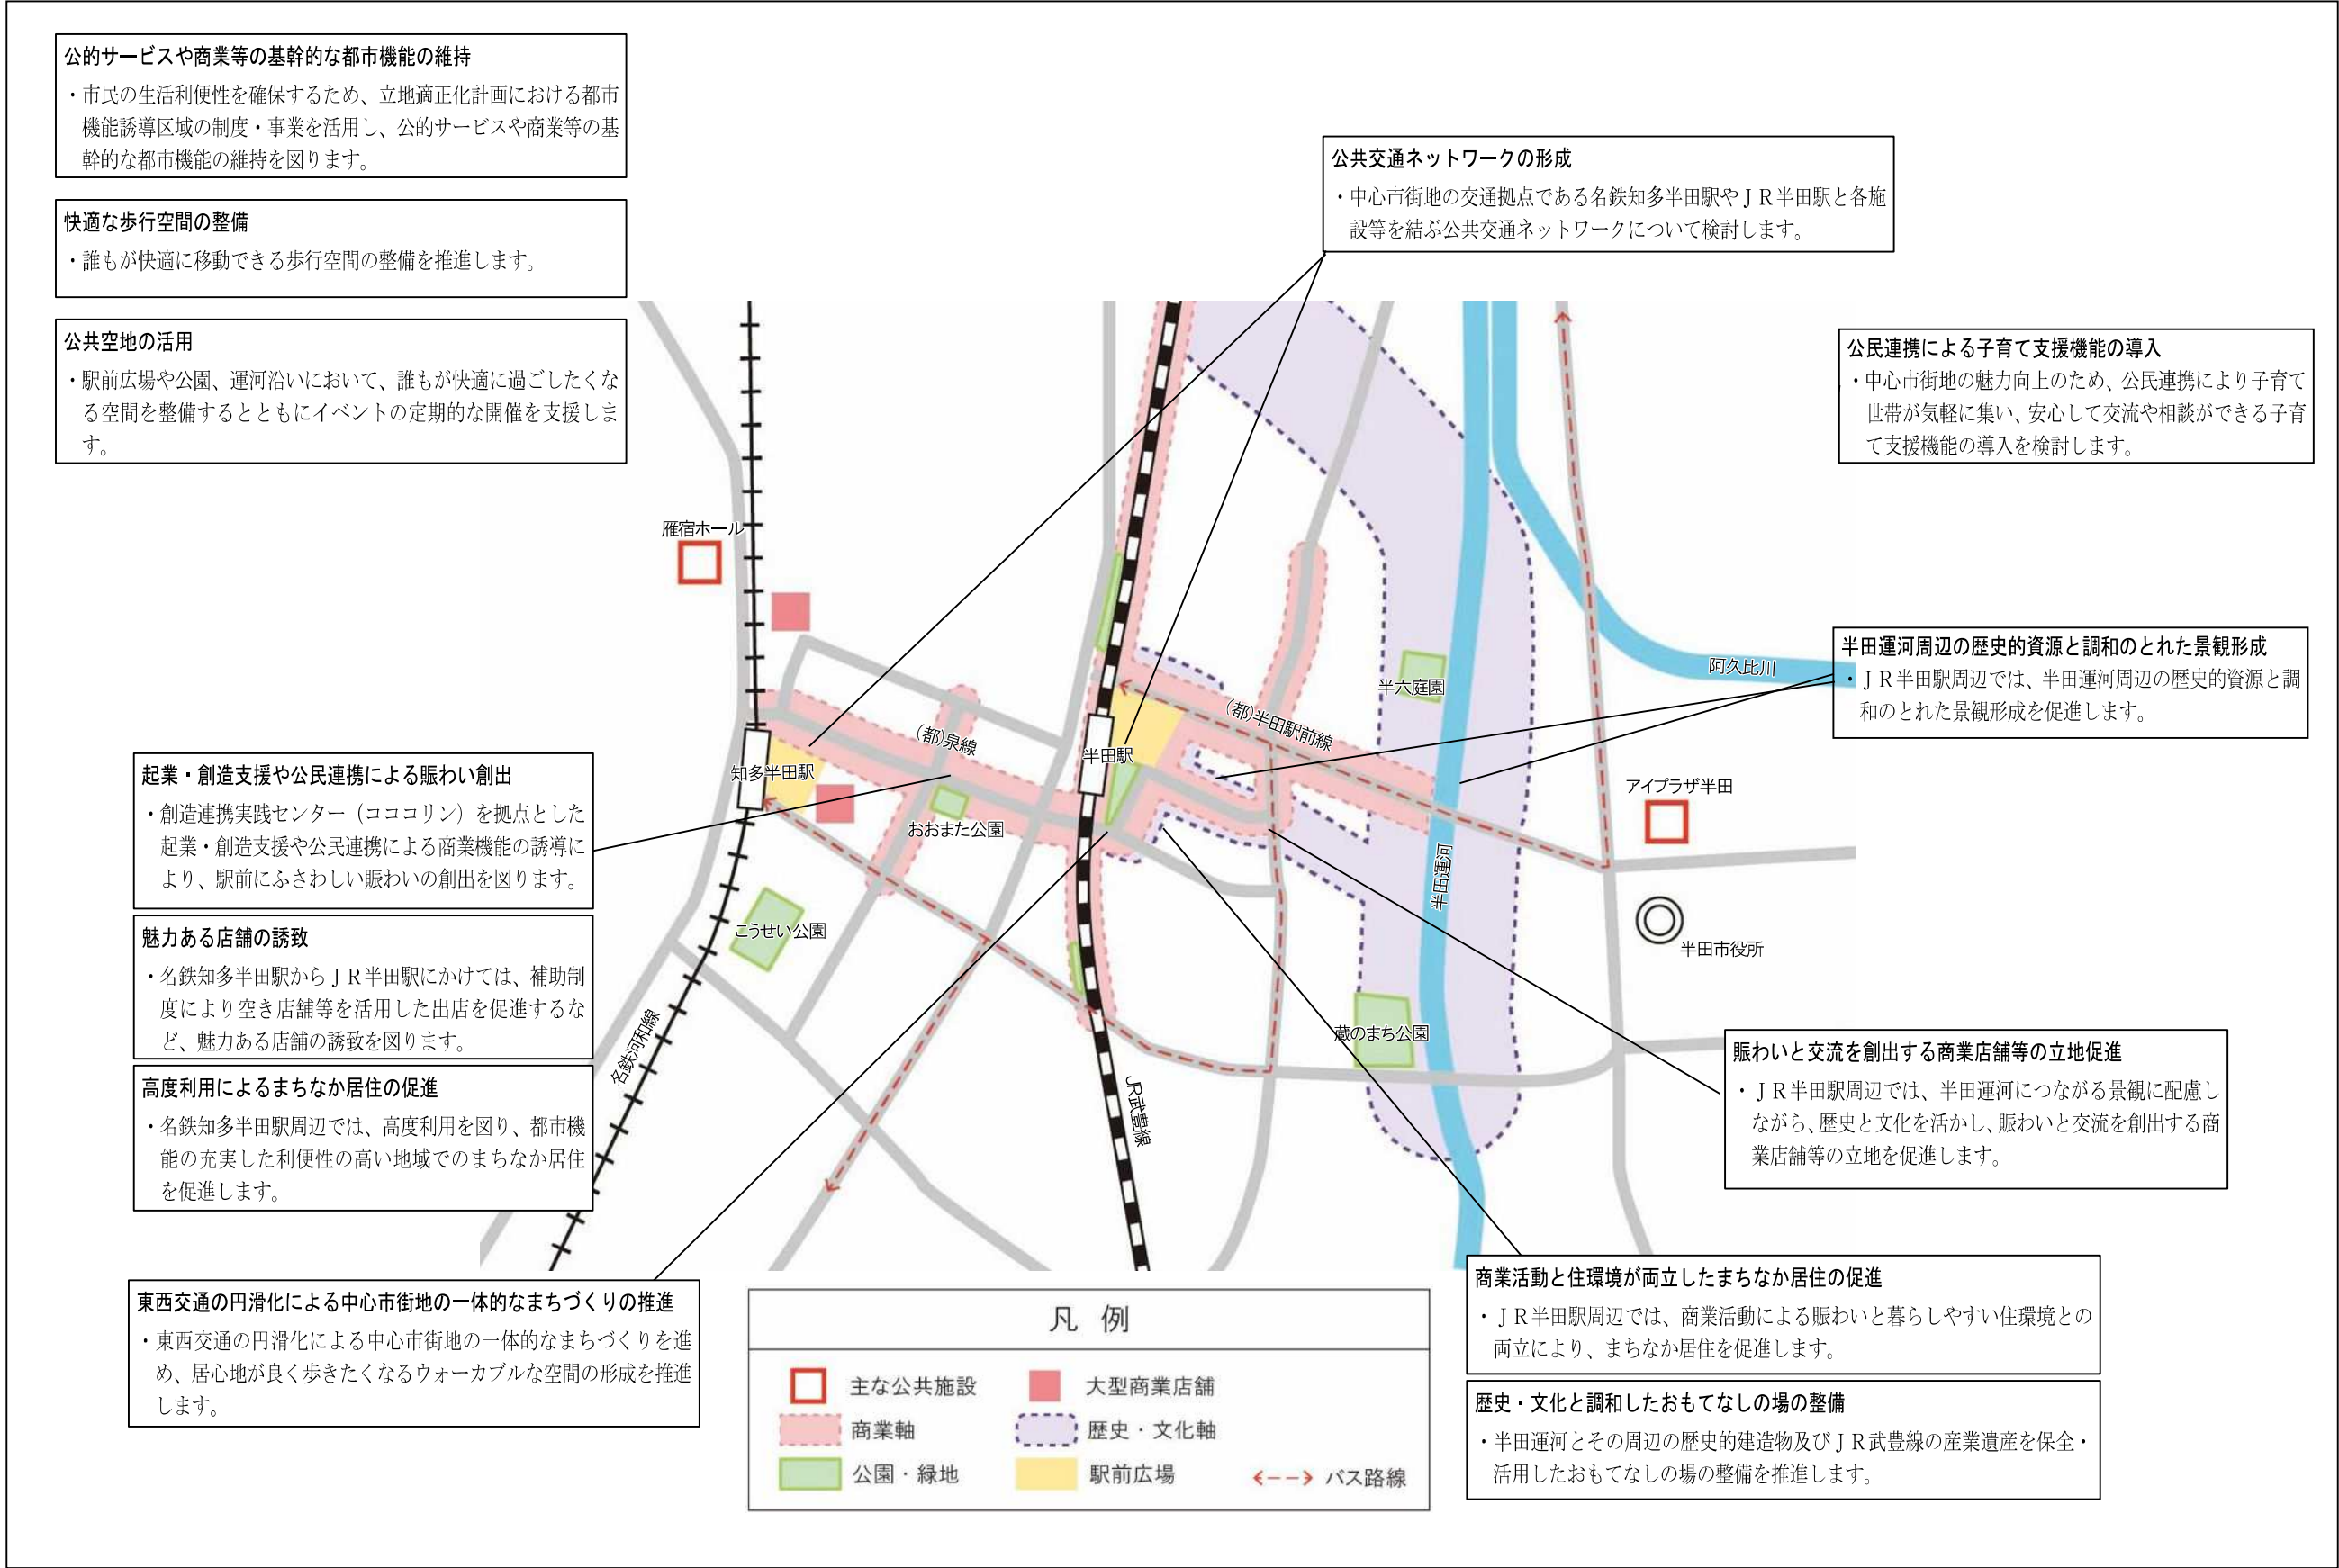 公的サービスや商業等の基幹的な都市機能の維持
・市民の生活利便性を確保するため、立地適正化計画における都市
機能誘導区域の制度・事業を活用し、公的サービスや商業等の基
幹的な都市機能の維持を図ります。
快適な歩行空間の整備
・誰もが快適に移動できる歩行空間の整備を推進します。
公共空地の活用
・駅前広場や公園、運河沿いにおいて、誰もが快適に過ごしたくな
る空間を整備するとともにイベントの定期的な開催を支援しま
す。
公共交通ネットワークの形成
・中心市街地の交通拠点である名鉄知多半田駅やＪＲ半田駅と各施
設等を結ぶ公共交通ネットワークについて検討します。
公民連携による子育て支援機能の導入
・中心市街地の魅力向上のため、公民連携により子育て
世帯が気軽に集い、安心して交流や相談ができる子育
て支援機能の導入を検討します。
雁宿ホール
阿久比川
半田運河周辺の歴史的資源と調和のとれた景観形成
・ＪＲ半田駅周辺では、半田運河周辺の歴史的資源と調
和のとれた景観形成を促進します。
半六庭園
(都)半田駅前線
(都)泉線
半田駅
知多半田駅
アイプラザ半田
おおまた公園
半田運河
こうせい公園
半田市役所
蔵のまち公園
名鉄河和線
JR武豊線
起業・創造支援や公民連携による賑わい創出
・創造連携実践センター（コココリン）を拠点とした
起業・創造支援や公民連携による商業機能の誘導に
より、駅前にふさわしい賑わいの創出を図ります。
魅力ある店舗の誘致
・名鉄知多半田駅からＪＲ半田駅にかけては、補助制
度により空き店舗等を活用した出店を促進するな
ど、魅力ある店舗の誘致を図ります。
高度利用によるまちなか居住の促進
・名鉄知多半田駅周辺では、高度利用を図り、都市機
能の充実した利便性の高い地域でのまちなか居住
を促進します。
賑わいと交流を創出する商業店舗等の立地促進
・ＪＲ半田駅周辺では、半田運河につながる景観に配慮し
ながら、歴史と文化を活かし、賑わいと交流を創出する商
業店舗等の立地を促進します。
東西交通の円滑化による中心市街地の一体的なまちづくりの推進
・東西交通の円滑化による中心市街地の一体的なまちづくりを進
め、居心地が良く歩きたくなるウォーカブルな空間の形成を推進
します。
商業活動と住環境が両立したまちなか居住の促進
・ＪＲ半田駅周辺では、商業活動による賑わいと暮らしやすい住環境との
両立により、まちなか居住を促進します。
歴史・文化と調和したおもてなしの場の整備
・半田運河とその周辺の歴史的建造物及びＪＲ武豊線の産業遺産を保全・
活用したおもてなしの場の整備を推進します。
凡 例
主な公共施設
大型商業店舗
商業軸
歴史・文化軸
公園・緑地
駅前広場
バス路線